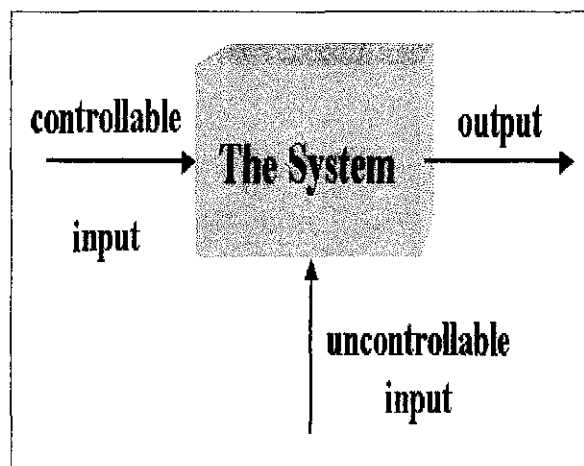 controllable
input
The System
output
uncontrollable
input